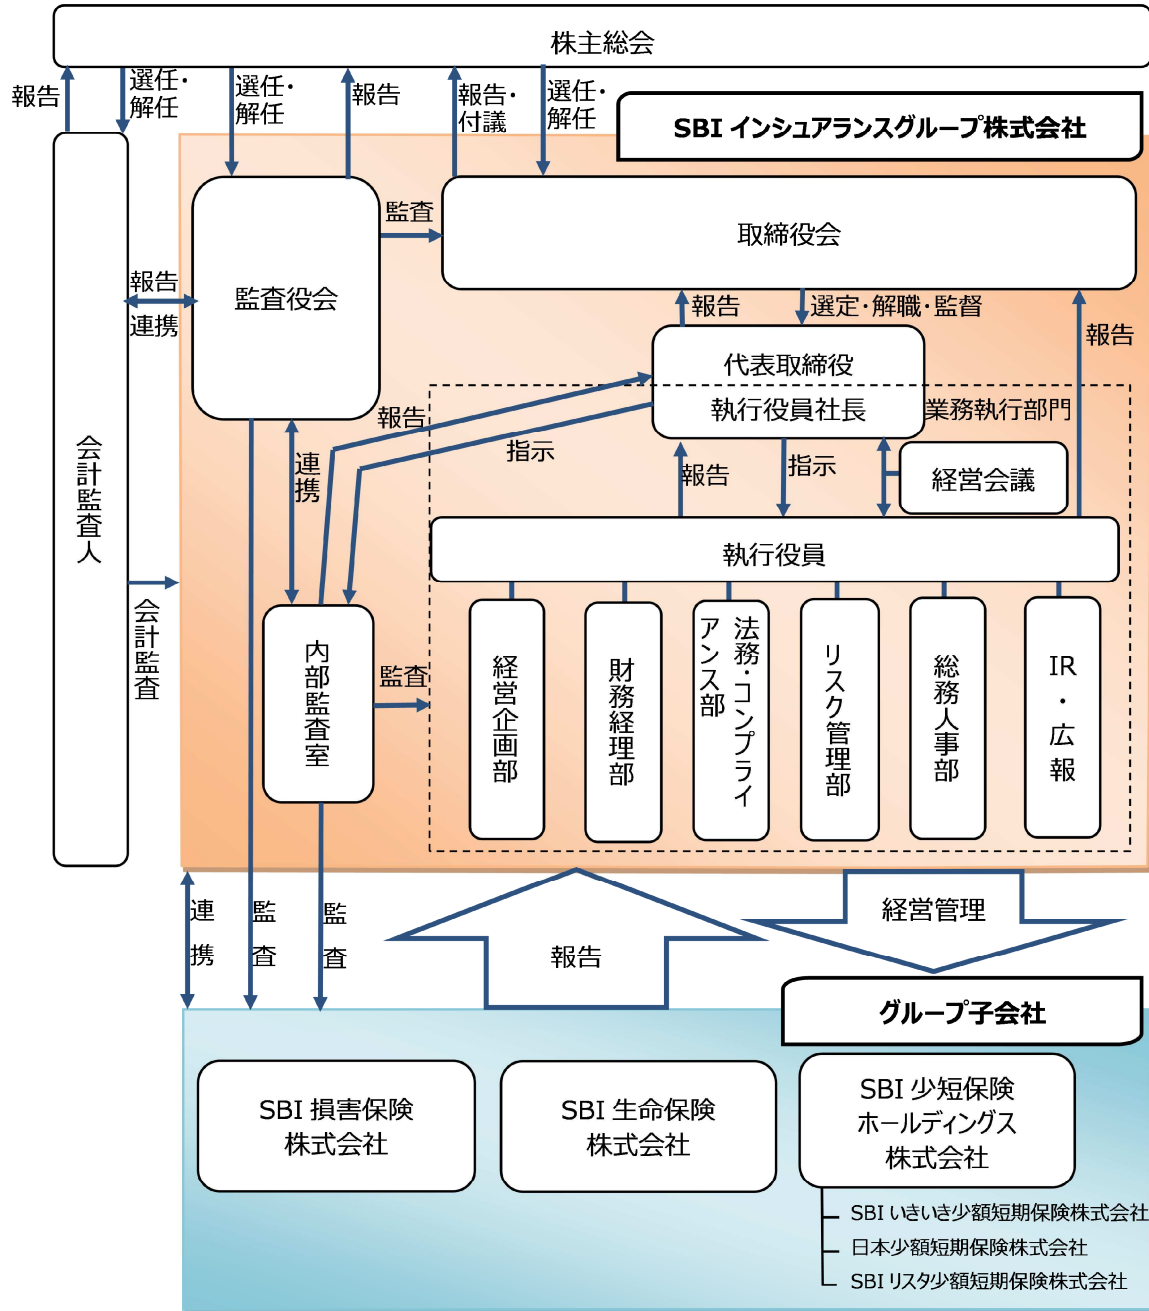 株主総会
報告
選任・
解任
選任・
解任
報告
報告・
付議
選任・
解任
SBI インシュアランスグループ株式会社
監査役会
監査
取締役会
報告
連携
報告
選定・解職・監督
報告
代表取締役
執行役員社長
業務執行部門
報告
指示
連携
報告
指示
経営会議
執行役員
会計監査人
会計監査
内部監査室
監査
経営企画部
財務経理部
法務・コンプライ
アンス部
リスク管理部
総務人事部
IR・広報
連携
監査
監査
報告
経営管理
グループ子会社
SBI 損害保険
株式会社
SBI 生命保険
株式会社
SBI 少短保険
ホールディングス
株式会社
SBI いきいき少額短期保険株式会社
日本少額短期保険株式会社
SBI リスタ少額短期保険株式会社